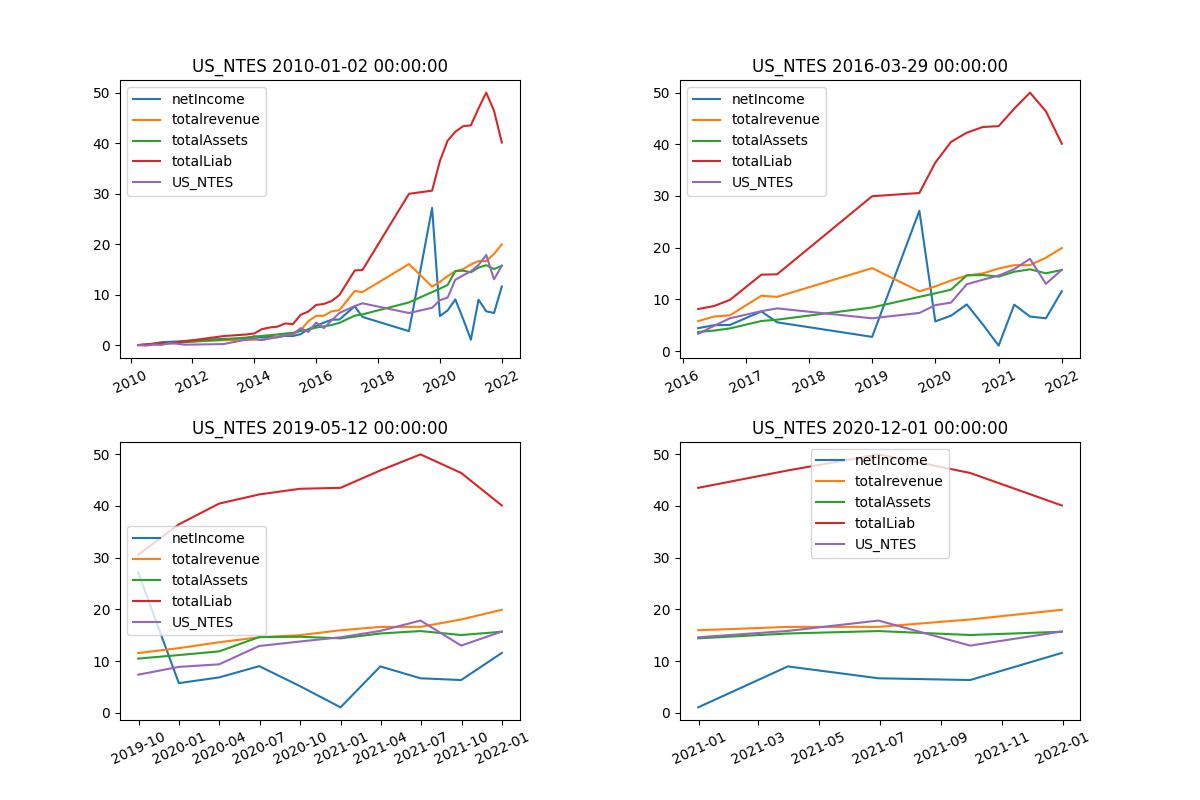 US_NTES 2010-01-02 00:00:00
50
40
30
20
10
0
netIncome
totalrevenue
totalAssets
totalLiab
US_NTES
2010 2012 2014 2016 2018 2020 2022
US_NTES 2016-03-29 00:00:00
50
40
30
20
10
0
netIncome
totalrevenue
totalAssets
totalLiab
US_NTES
2016 2017 2018 2019 2020 2021 2022
US_NTES 2019-05-12 00:00:00
50
40
30
20
10
0
netIncome
totalrevenue
totalAssets
totalLiab
US_NTES
2019-10 2020-01 2020-04 2020-07 2020-10 2021-01 2021-04 2021-07 2021-10 2022-01
US_NTES 2020-12-01 00:00:00
50
40
30
20
10
0
netIncome
totalrevenue
totalAssets
totalLiab
US_NTES
2021-01 2021-03 2021-05 2021-07 2021-09 2021-11 2022-01